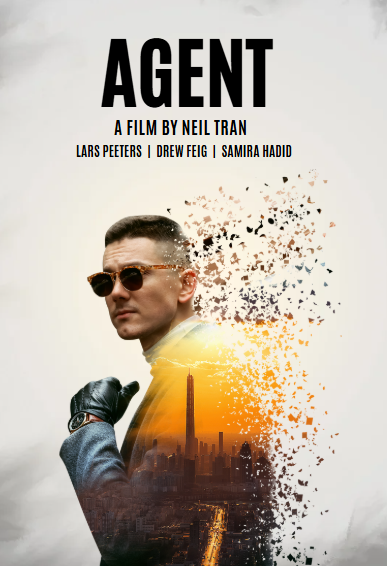 AGENT
A FILM BY NEIL TRAN
LARS PEETERS | DREW FEIG | SAMIRA HADID